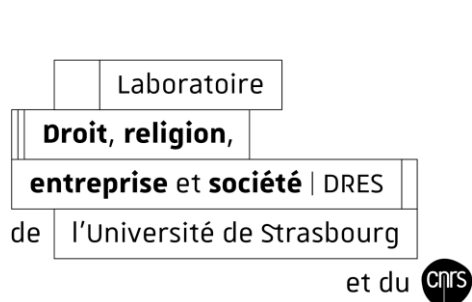 Laboratoire
Droit, religion,
entreprise et société | DRES
de l'Université de Strasbourg
et du cnrs